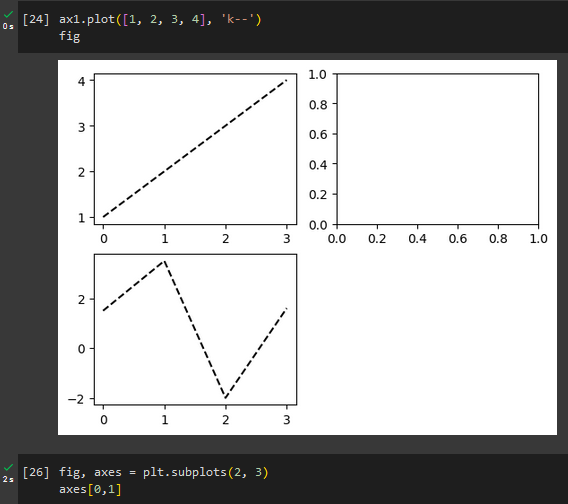 [24] ax1.plot([1, 2, 3, 4], 'k--')
0s
fig
4
3
2
1
0 1 2 3
1.0
0.8
0.6
0.4
0.2
0.0
0.0 0.2 0.4 0.6 0.8 1.0
2
0
−2
0 1 2 3
[26] fig, axes = plt.subplots(2, 3)
2s
axes[0,1]